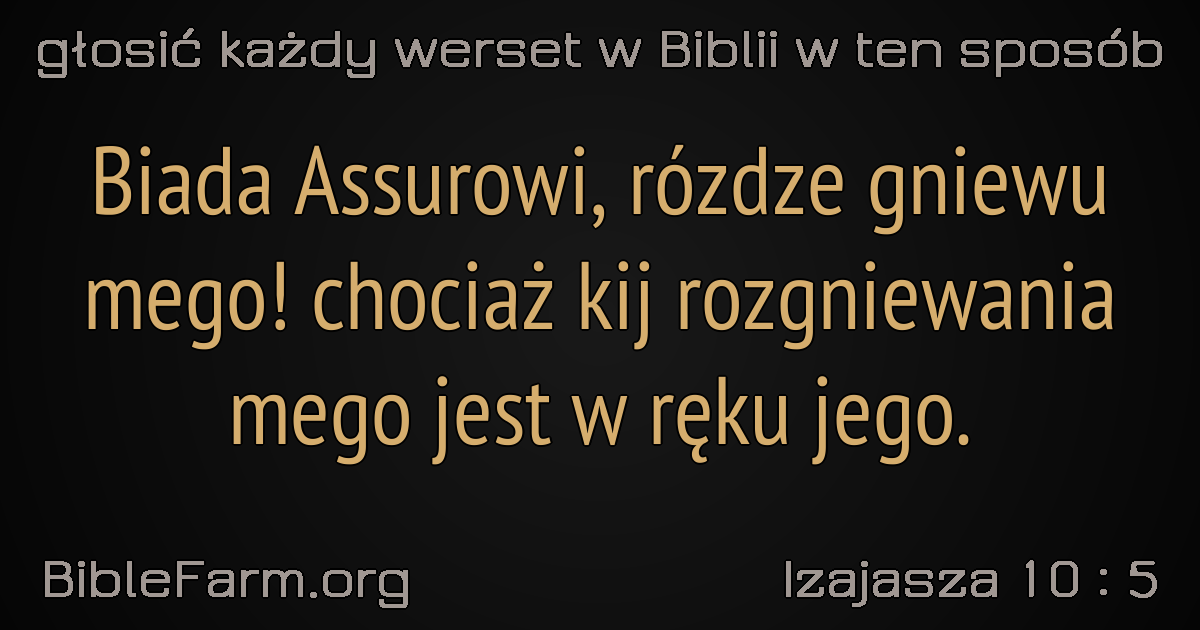 głosić każdy werset w Biblii w ten sposób
Biada Assurowi, rózdze gniewu
mego! chociaż kij rozgniewania
mego jest w ręku jego.
BibleFarm.org
Izajasza 10 : 5